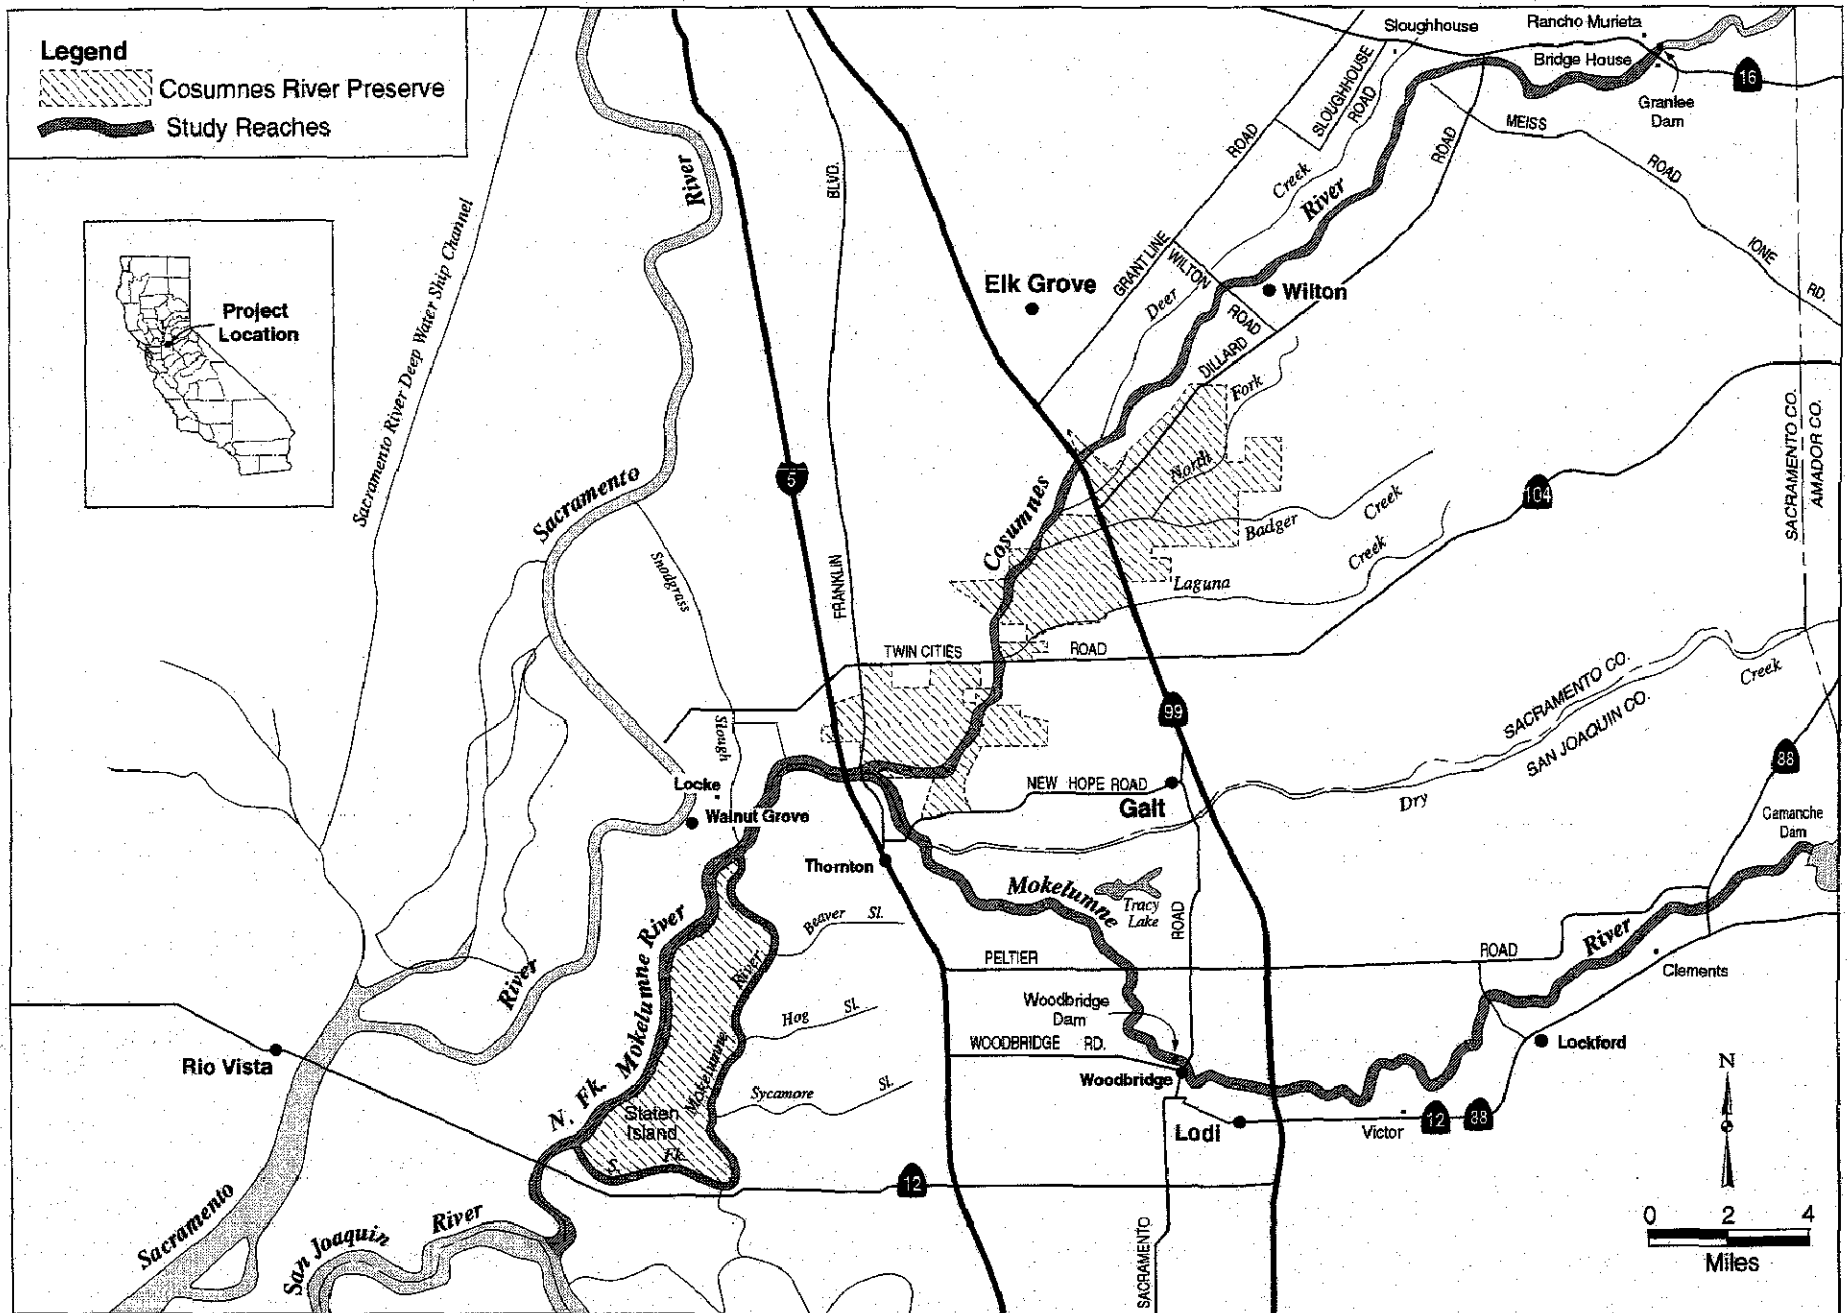 Legend
Cosumnes River Preserve
Study Reaches
Project
Location
Sacramento River Deep Water Ship Channel
River
BLVD.
Sloughhouse
Rancho Murieta
Bridge House
16
Granlee
Dam
SLOUGHHOUSE
ROAD
ROAD
MEISS
ROAD
ROAD
IONE
RD.
Creek
River
GRANT LINE
WILTON
ROAD
Deer
Elk Grove
Wilton
DILLARD
Fork
North
Sacramento
Snodgrass
Slough
5
FRANKLIN
Cosumnes
Badger
Creek
Laguna
Creek
104
SACRAMENTO CO.
AMADOR CO.
TWIN CITIES
ROAD
99
SACRAMENTO CO.
SAN JOAQUIN CO.
Creek
Dry
88
Camanche
Dam
Locke
Walnut Grove
NEW HOPE ROAD
Galt
Thornton
Mokelumne
Tracy
Lake
ROAD
Beaver Sl.
PELTIER
ROAD
River
Clements
River
N. Fk. Mokelumne River
River
Mokelumne
Hog Sl.
Woodbridge
Dam
WOODBRIDGE RD.
Woodbridge
Lockford
Rio Vista
Sycamore Sl.
Staten
Island
S. Fk.
Lodi
Victor
12
88
N
12
Sacramento
San Joaquin
River
SACRAMENTO
0 2 4
Miles